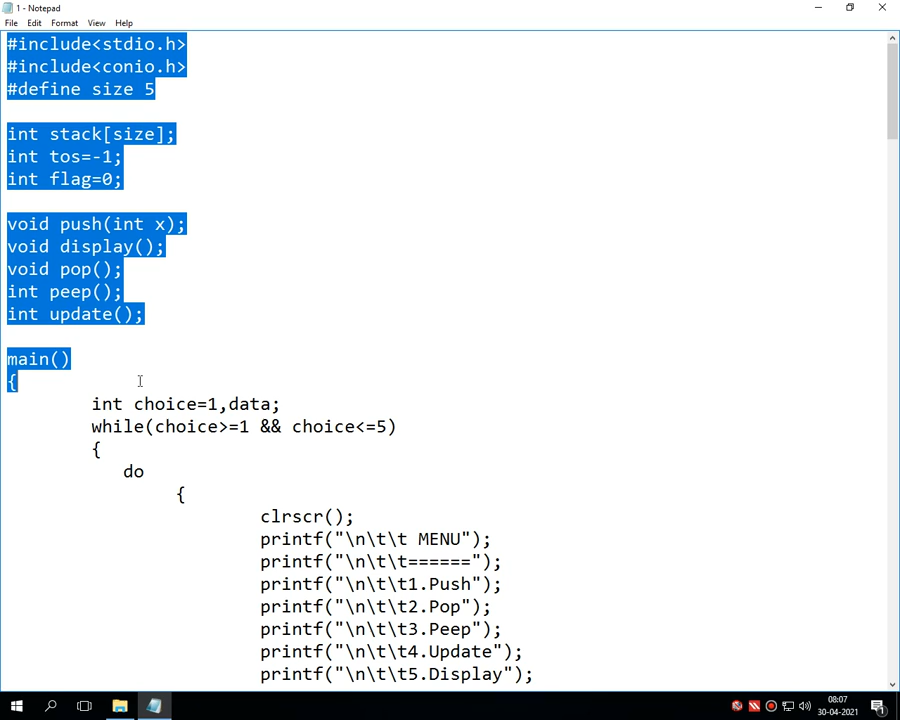 1 - Notepad
File Edit Format View Help
#include<stdio.h>
#include<conio.h>
#define size 5
int stack[size];
int tos=-1;
int flag=0;
void push(int x);
void display();
void pop();
int peep();
int update();
main()
{
int choice=1,data;
while(choice>=1 && choice<=5)
{
do
{
clrscr();
printf("\n\t\t MENU");
printf("\n\t\t======");
printf("\n\t\t1.Push");
printf("\n\t\t2.Pop");
printf("\n\t\t3.Peep");
printf("\n\t\t4.Update");
printf("\n\t\t5.Display");
08:07
30-04-2021